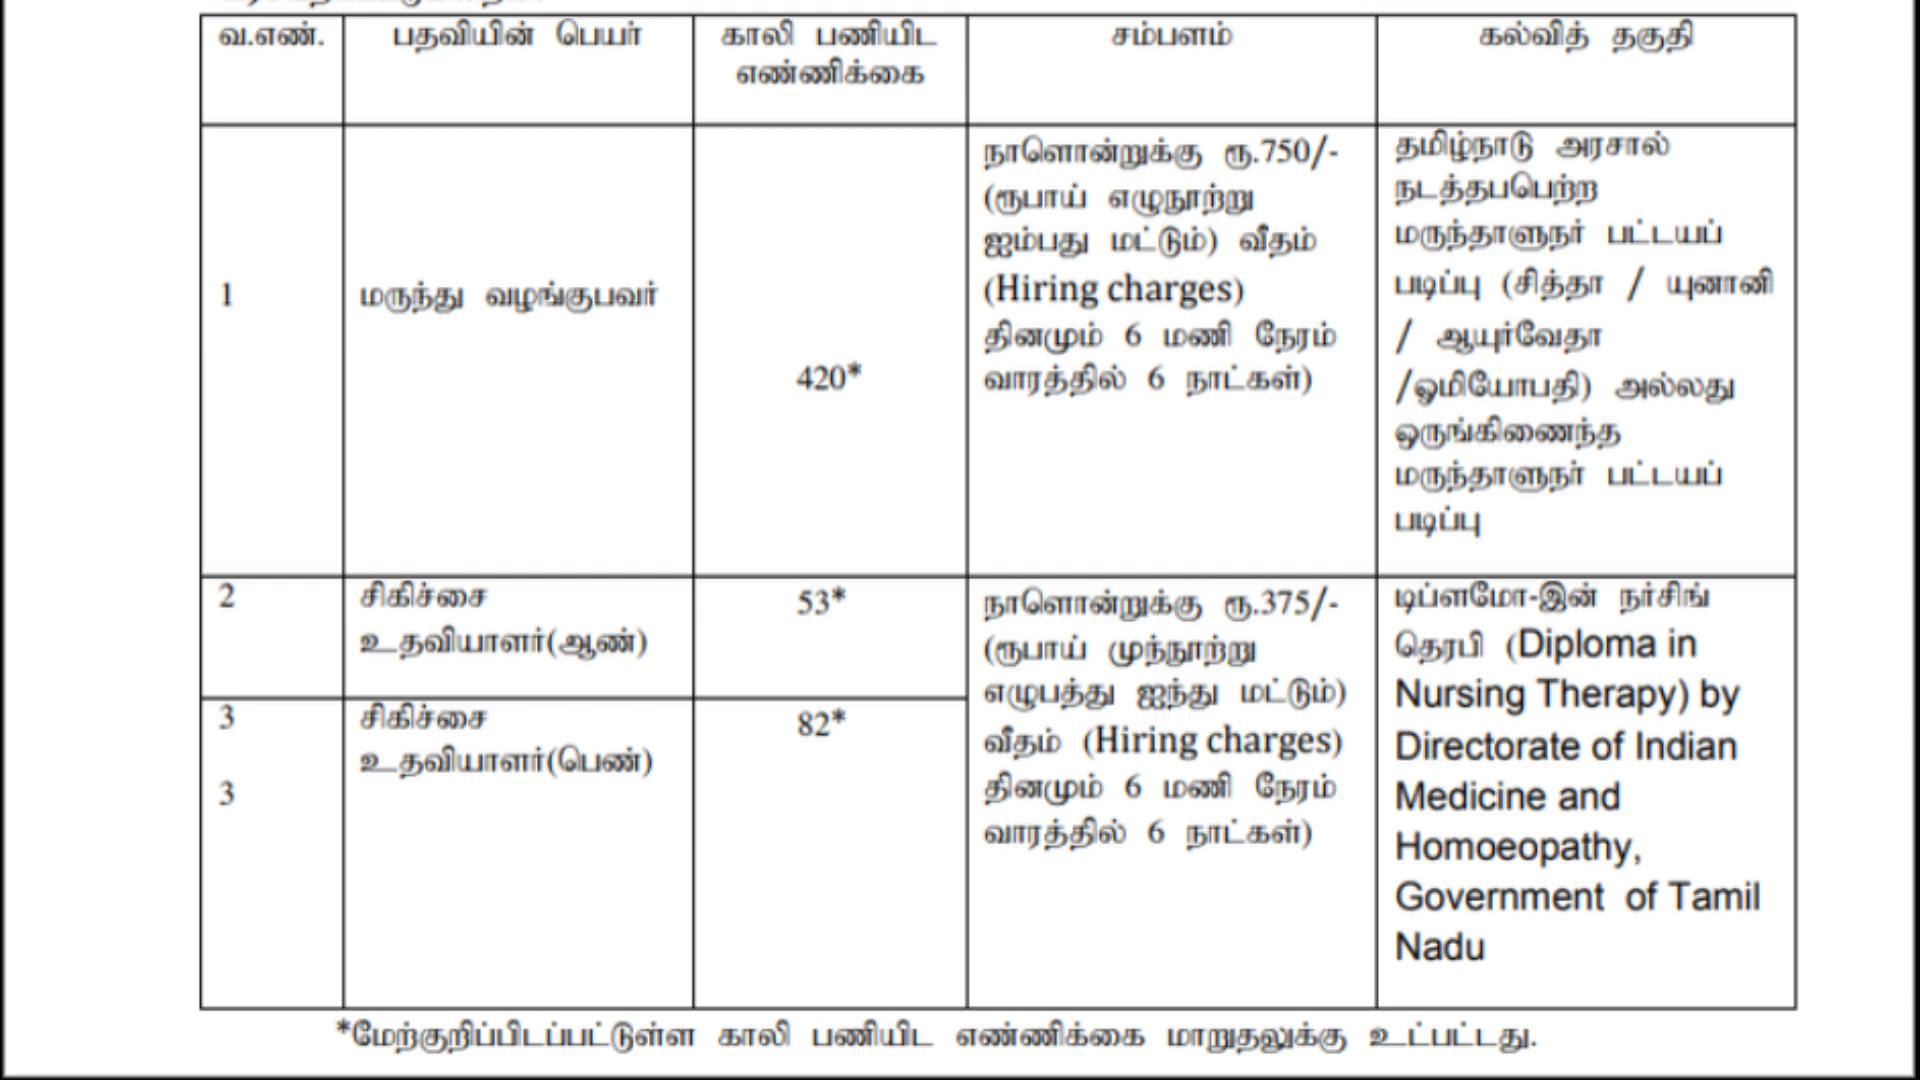 வ.எண்.
பதவியின் பெயர்
காலி பணியிட
எண்ணிக்கை
சம்பளம்
கல்வித் தகுதி
1
மருந்து வழங்குபவர்
420*
நாளொன்றுக்கு ரூ.750/-
(ரூபாய் எழுநூற்று
ஐம்பது மட்டும்) வீதம்
(Hiring charges)
தினமும் 6 மணி நேரம்
வாரத்தில் 6 நாட்கள்)
தமிழ்நாடு அரசால்
நடத்தபபெற்ற
மருந்தாளுநர் பட்டயப்
படிப்பு (சித்தா / யுனானி
/ ஆயுர்வேதா
/ஓமியோபதி) அல்லது
ஒருங்கிணைந்த
மருந்தாளுநர் பட்டயப்
படிப்பு
2
சிகிச்சை
உதவியாளர்(ஆண்)
53*
நாளொன்றுக்கு ரூ.375/-
(ரூபாய் முந்நூற்று
எழுபத்து ஐந்து மட்டும்)
வீதம் (Hiring charges)
தினமும் 6 மணி நேரம்
வாரத்தில் 6 நாட்கள்)
டிப்ளமோ-இன் நர்சிங்
தெரபி (Diploma in
Nursing Therapy) by
Directorate of Indian
Medicine and
Homoeopathy,
Government of Tamil
Nadu
3
3
சிகிச்சை
உதவியாளர்(பெண்)
82*
*மேற்குறிப்பிடப்பட்டுள்ள காலி பணியிட எண்ணிக்கை மாறுதலுக்கு உட்பட்டது.